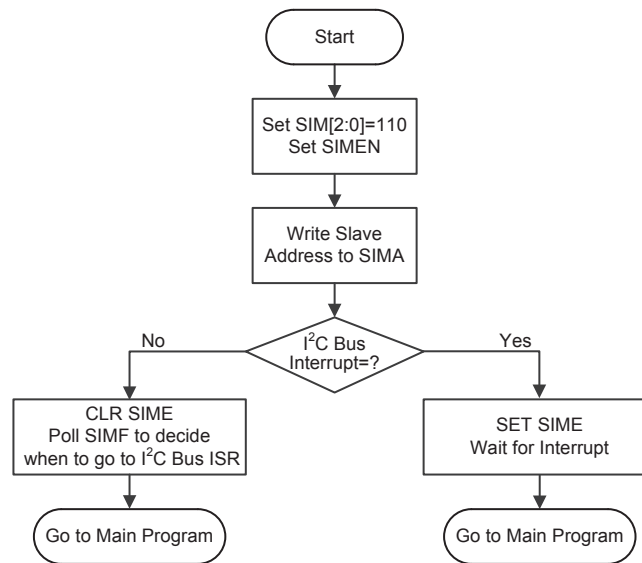 Start
Set SIM[2:0]=110
Set SIMEN
Write Slave
Address to SIMA
No
I²C Bus
Interrupt=?
Yes
CLR SIME
Poll SIMF to decide
when to go to I²C Bus ISR
SET SIME
Wait for Interrupt
Go to Main Program
Go to Main Program